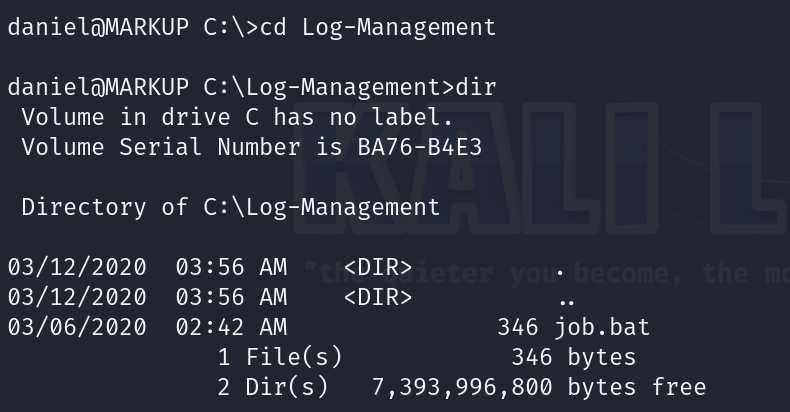 daniel@MARKUP C:\>cd Log-Management
daniel@MARKUP C:\Log-Management>dir
 Volume in drive C has no label.
 Volume Serial Number is BA76-B4E3
 Directory of C:\Log-Management
03/12/2020  03:56 AM    <DIR>          .
03/12/2020  03:56 AM    <DIR>          ..
03/06/2020  02:42 AM               346 job.bat
               1 File(s)            346 bytes
               2 Dir(s)   7,393,996,800 bytes free
KALI L
"the quieter you become, the mo